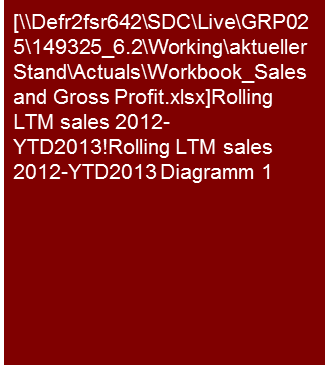 [\\Defr2fsr642\SDC\Live\GRP02
5\149325_6.2\Working\aktueller
Stand\Actuals\Workbook_Sales
and Gross Profit.xlsx]Rolling
LTM sales 2012-
YTD2013!Rolling LTM sales
2012-YTD2013 Diagramm 1